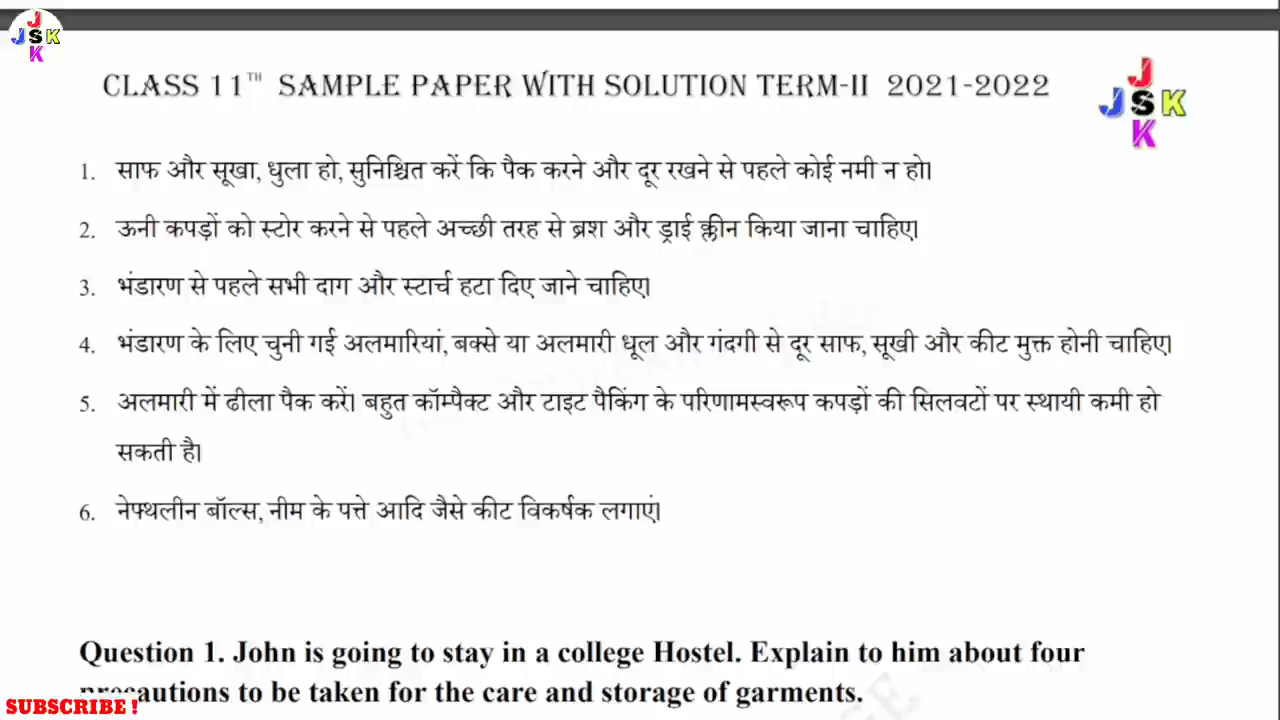 J
JSK
K
CLASS 11TH SAMPLE PAPER WITH SOLUTION TERM-II 2021-2022
J
JSK
K
1. साफ और सूखा, धुला हो, सुनिश्चित करें कि पैक करने और दूर रखने से पहले कोई नमी न हो।
2. ऊनी कपड़ों को स्टोर करने से पहले अच्छी तरह से ब्रश और ड्राई क्लीन किया जाना चाहिए।
3. भंडारण से पहले सभी दाग और स्टार्च हटा दिए जाने चाहिए।
4. भंडारण के लिए चुनी गई अलमारियां, बक्से या अलमारी धूल और गंदगी से दूर साफ, सूखी और कीट मुक्त होनी चाहिए।
5. अलमारी में ढीला पैक करें। बहुत कॉम्पैक्ट और टाइट पैकिंग के परिणामस्वरूप कपड़ों की सिलवटों पर स्थायी कमी हो
सकती है।
6. नेफ्थलीन बॉल्स, नीम के पत्ते आदि जैसे कीट विकर्षक लगाएं।
Question 1. John is going to stay in a college Hostel. Explain to him about four
precautions to be taken for the care and storage of garments.
SUBSCRIBE !